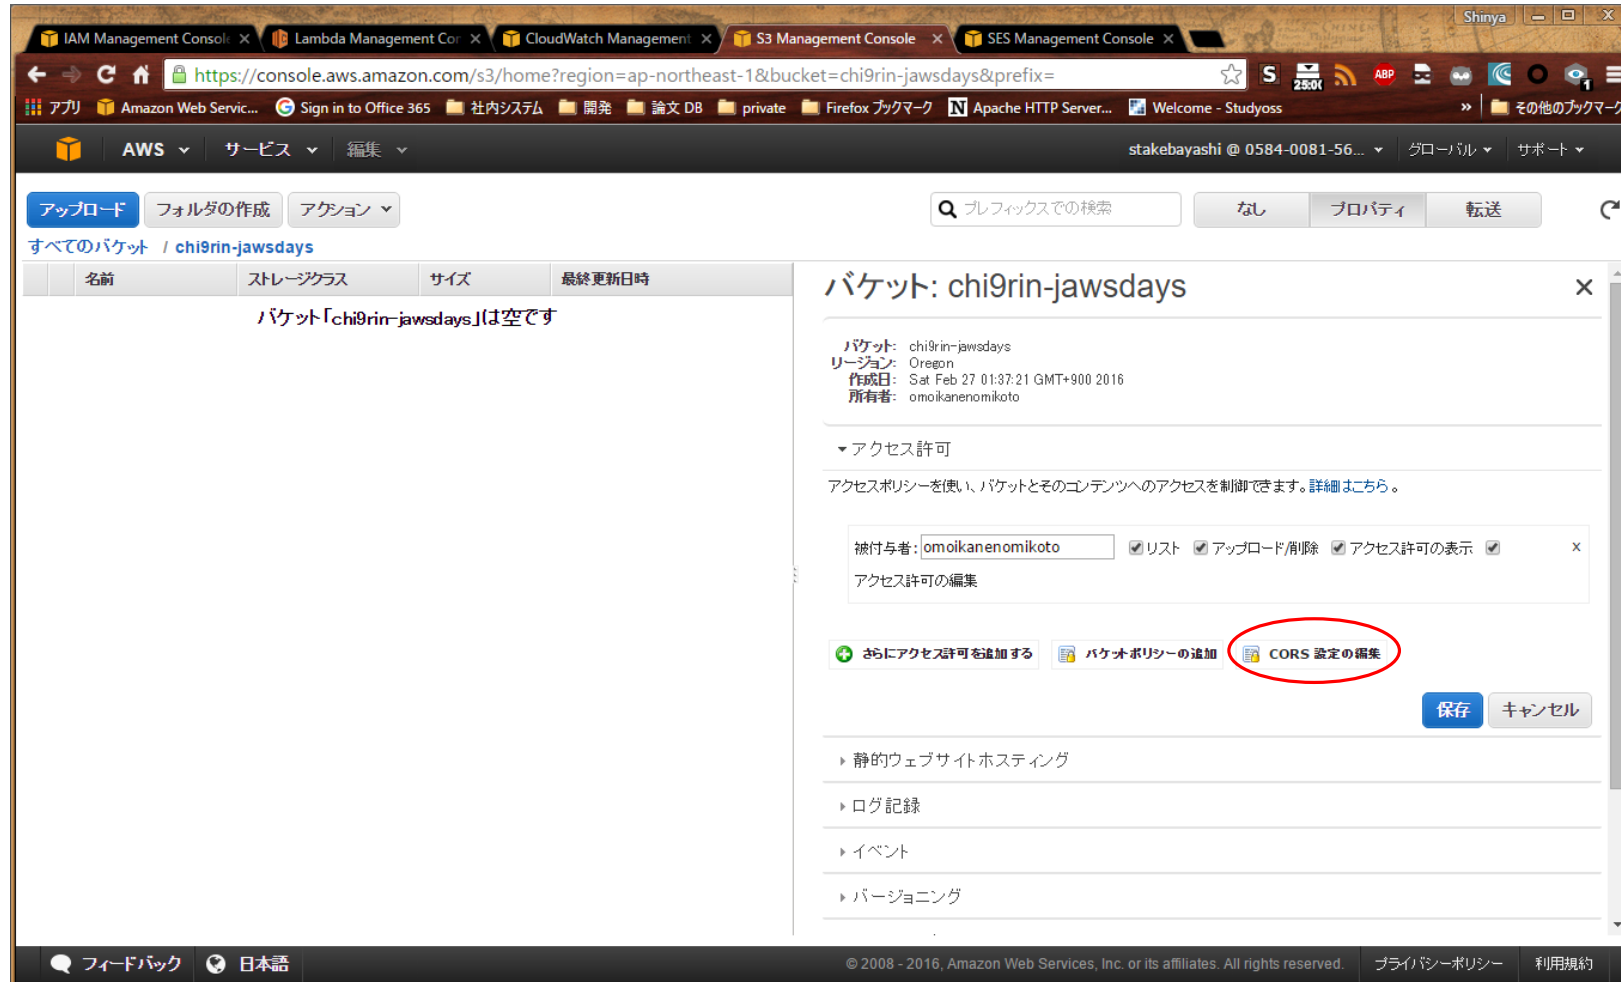 Shinya
IAM Management Console
Lambda Management Con
CloudWatch Management
S3 Management Console
SES Management Console
https://console.aws.amazon.com/s3/home?region=ap-northeast-1&bucket=chi9rin-jawsdays&prefix=
S
25:00
ABP
1
アプリ
Amazon Web Servic...
Sign in to Office 365
社内システム
開発
論文 DB
private
Firefox ブックマーク
Apache HTTP Server...
Welcome - Studyoss
»
その他のブックマーク
AWS
サービス
編集
stakebayashi @ 0584-0081-56...
グローバル
サポート
アップロード
フォルダの作成
アクション
プレフィックスでの検索
なし
プロパティ
転送
すべてのバケット / chi9rin-jawsdays
名前
ストレージクラス
サイズ
最終更新日時
バケット「chi9rin-jawsdays」は空です
バケット: chi9rin-jawsdays
バケット: chi9rin-jawsdays
リージョン: Oregon
作成日: Sat Feb 27 01:37:21 GMT+900 2016
所有者: omoikanenomikoto
アクセス許可
アクセスポリシーを使い、バケットとそのコンテンツへのアクセスを制御できます。詳細はこちら。
被付与者: omoikanenomikoto リスト アップロード/削除 アクセス許可の表示 x
アクセス許可の編集
さらにアクセス許可を追加する
バケットポリシーの追加
CORS 設定の編集
保存
キャンセル
静的ウェブサイトホスティング
ログ記録
イベント
バージョニング
フィードバック
日本語
© 2008 - 2016, Amazon Web Services, Inc. or its affiliates. All rights reserved.
プライバシーポリシー
利用規約